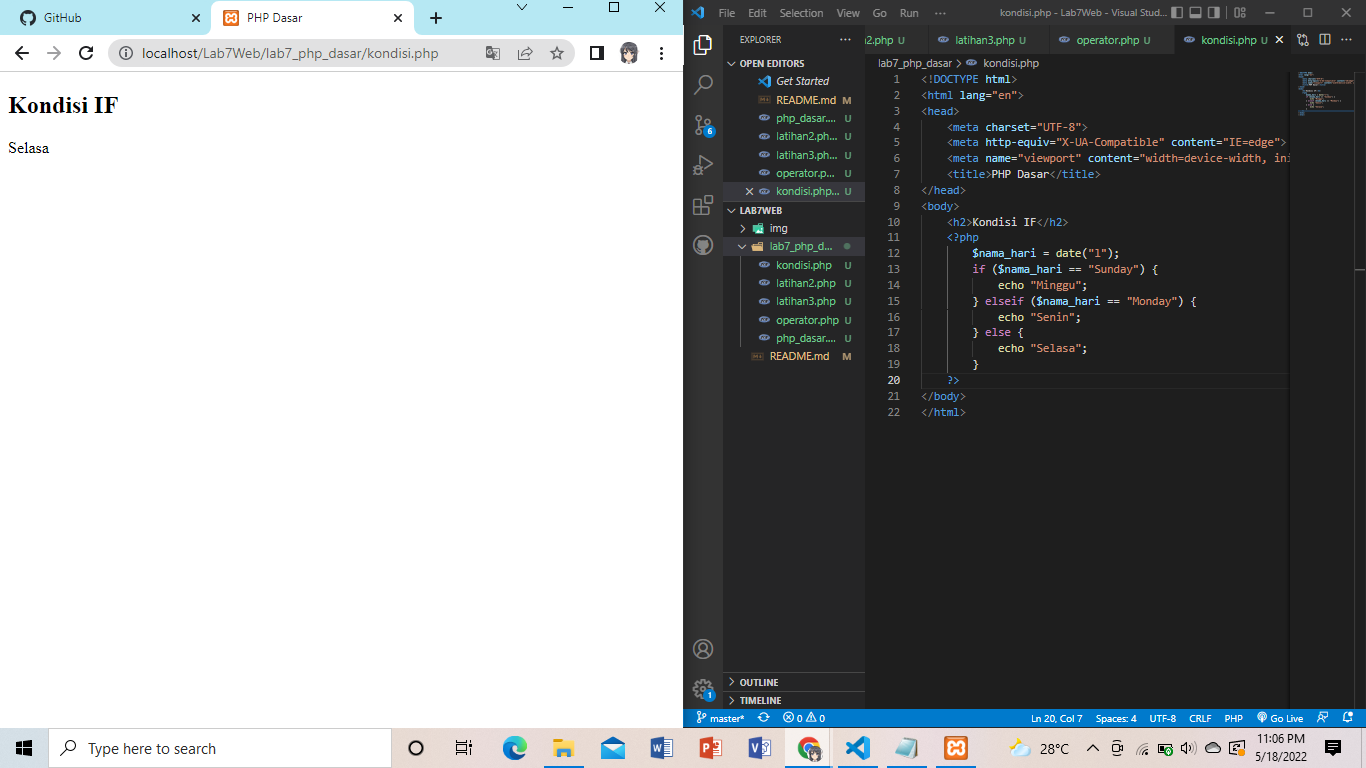 GitHub
PHP Dasar
localhost/Lab7Web/lab7_php_dasar/kondisi.php
Kondisi IF
Selasa
File Edit Selection View Go Run ···
kondisi.php - Lab7Web - Visual Stud...
EXPLORER
OPEN EDITORS
Get Started
README.md M
php_dasar.... U
latihan2.ph... U
latihan3.ph... U
operator.p... U
kondisi.php... U
LAB7WEB
img
lab7_php_d...
kondisi.php U
latihan2.php U
latihan3.php U
operator.php U
php_dasar.... U
README.md M
OUTLINE
TIMELINE
6
1
n2.php U
latihan3.php U
operator.php U
kondisi.php U
lab7_php_dasar > kondisi.php
1 <!DOCTYPE html>
2 <html lang="en">
3 <head>
4 <meta charset="UTF-8">
5 <meta http-equiv="X-UA-Compatible" content="IE=edge">
6 <meta name="viewport" content="width=device-width, ini
7 <title>PHP Dasar</title>
8 </head>
9 <body>
10 <h2>Kondisi IF</h2>
11 <?php
12 $nama_hari = date("l");
13 if ($nama_hari == "Sunday") {
14 echo "Minggu";
15 } elseif ($nama_hari == "Monday") {
16 echo "Senin";
17 } else {
18 echo "Selasa";
19 }
20 ?>
21 </body>
22 </html>
master* 0 0
Ln 20, Col 7 Spaces: 4 UTF-8 CRLF PHP Go Live
Type here to search
28°C
11:06 PM
5/18/2022